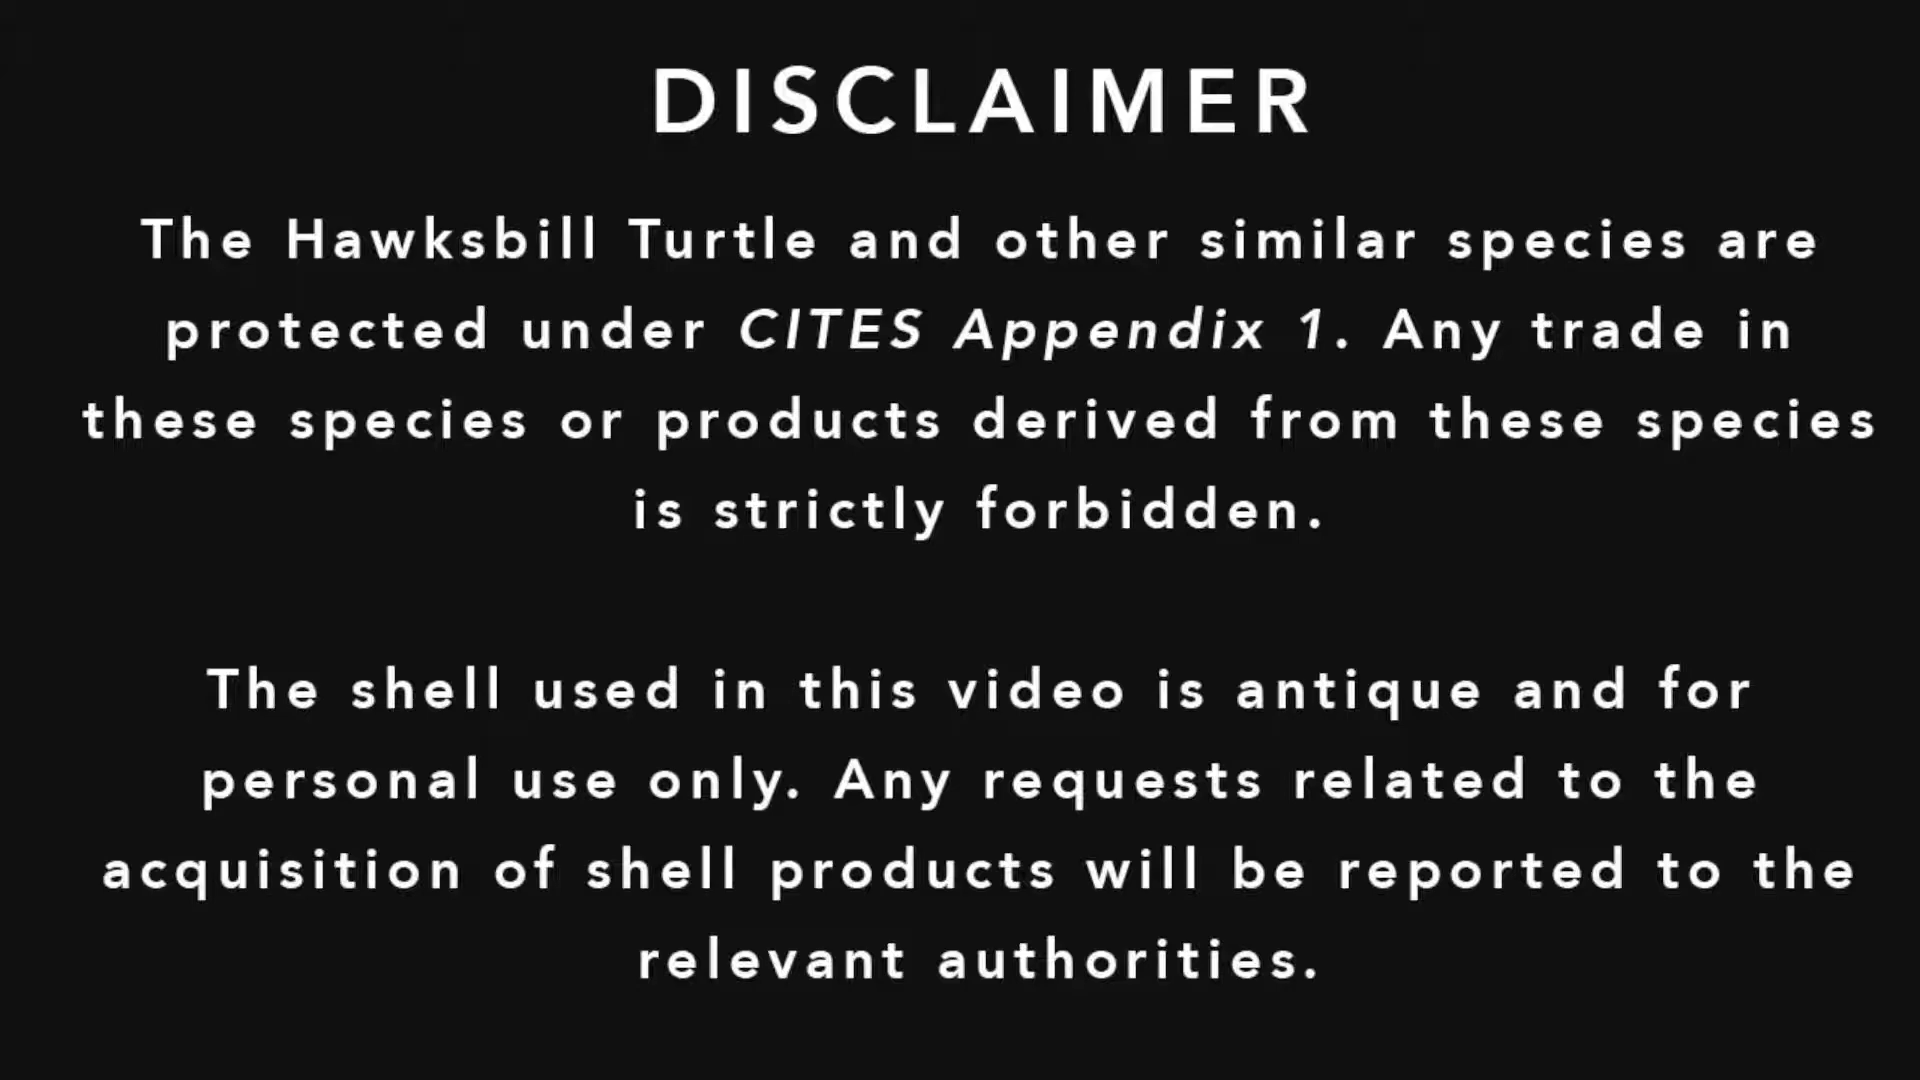 DISCLAIMER
The Hawksbill Turtle and other similar species are
protected under CITES Appendix 1. Any trade in
these species or products derived from these species
is strictly forbidden.
The shell used in this video is antique and for
personal use only. Any requests related to the
acquisition of shell products will be reported to the
relevant authorities.